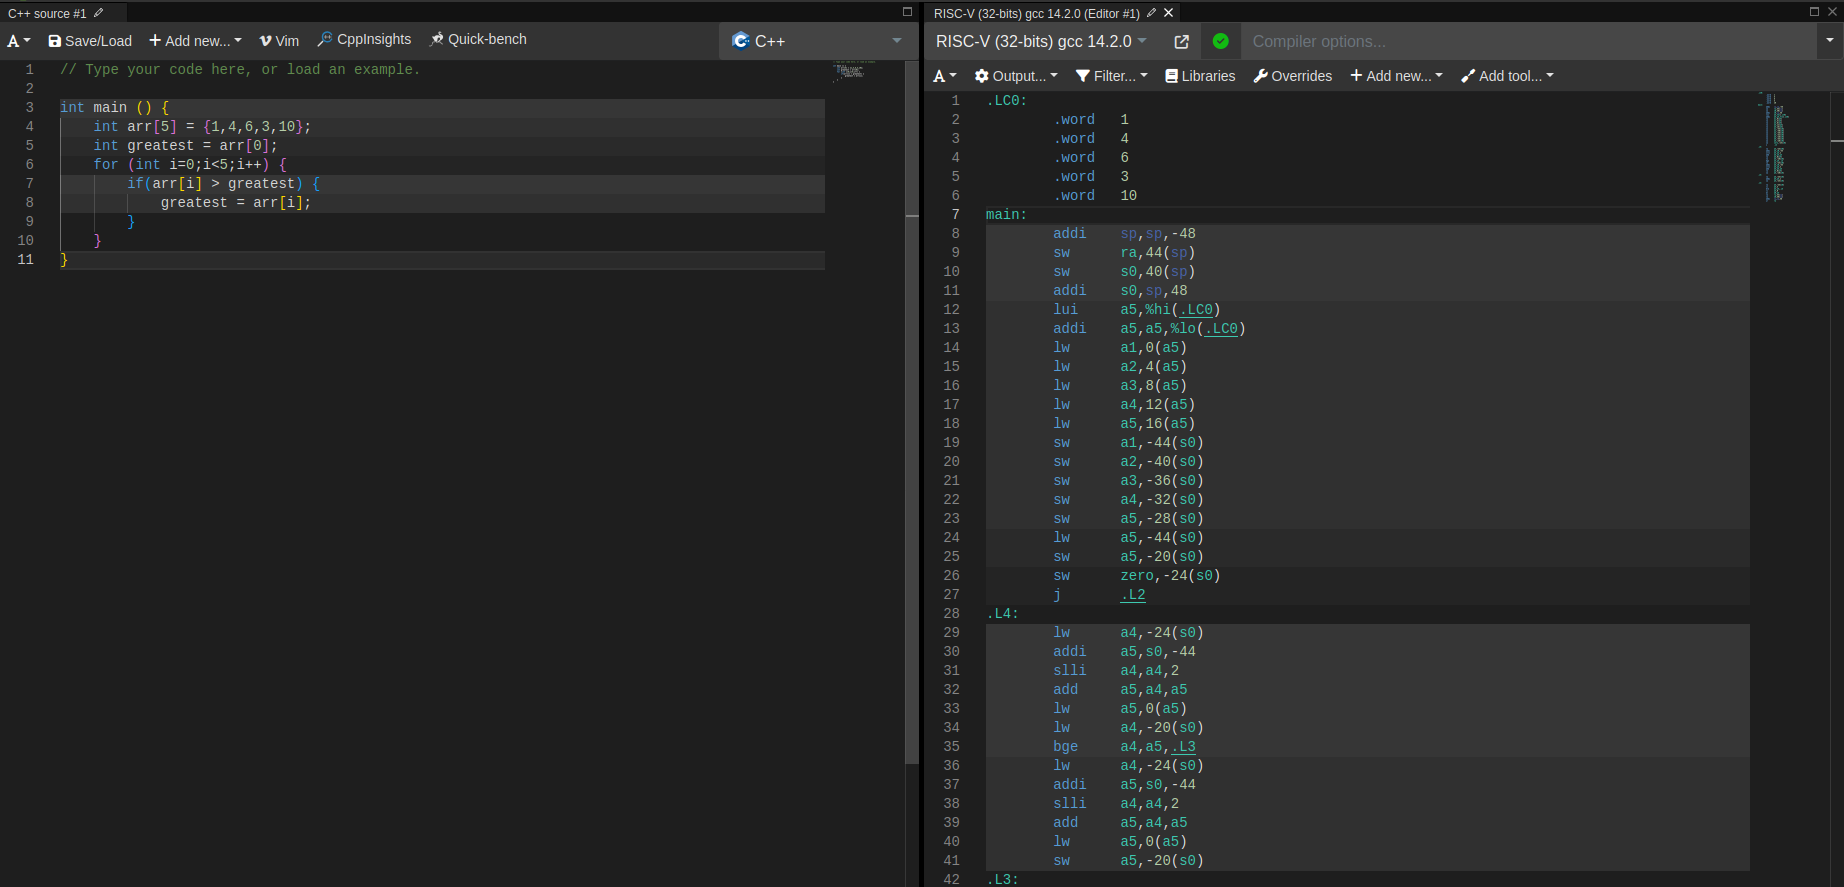 C++ source #1
A Save/Load Add new... Vim CppInsights Quick-bench C++
1 // Type your code here, or load an example.
2
3 int main () {
4 int arr[5] = {1,4,6,3,10};
5 int greatest = arr[0];
6 for (int i=0;i<5;i++) {
7 if(arr[i] > greatest) {
8 greatest = arr[i];
9 }
10 }
11 }
RISC-V (32-bits) gcc 14.2.0 (Editor #1)
RISC-V (32-bits) gcc 14.2.0 Compiler options...
A Output... Filter... Libraries Overrides Add new... Add tool...
1 .LC0:
2 .word 1
3 .word 4
4 .word 6
5 .word 3
6 .word 10
7 main:
8 addi sp,sp,-48
9 sw ra,44(sp)
10 sw s0,40(sp)
11 addi s0,sp,48
12 lui a5,%hi(.LC0)
13 addi a5,a5,%lo(.LC0)
14 lw a1,0(a5)
15 lw a2,4(a5)
16 lw a3,8(a5)
17 lw a4,12(a5)
18 lw a5,16(a5)
19 sw a1,-44(s0)
20 sw a2,-40(s0)
21 sw a3,-36(s0)
22 sw a4,-32(s0)
23 sw a5,-28(s0)
24 lw a5,-44(s0)
25 sw a5,-20(s0)
26 sw zero,-24(s0)
27 j .L2
28 .L4:
29 lw a4,-24(s0)
30 addi a5,s0,-44
31 slli a4,a4,2
32 add a5,a4,a5
33 lw a5,0(a5)
34 lw a4,-20(s0)
35 bge a4,a5,.L3
36 lw a4,-24(s0)
37 addi a5,s0,-44
38 slli a4,a4,2
39 add a5,a4,a5
40 lw a5,0(a5)
41 sw a5,-20(s0)
42 .L3: